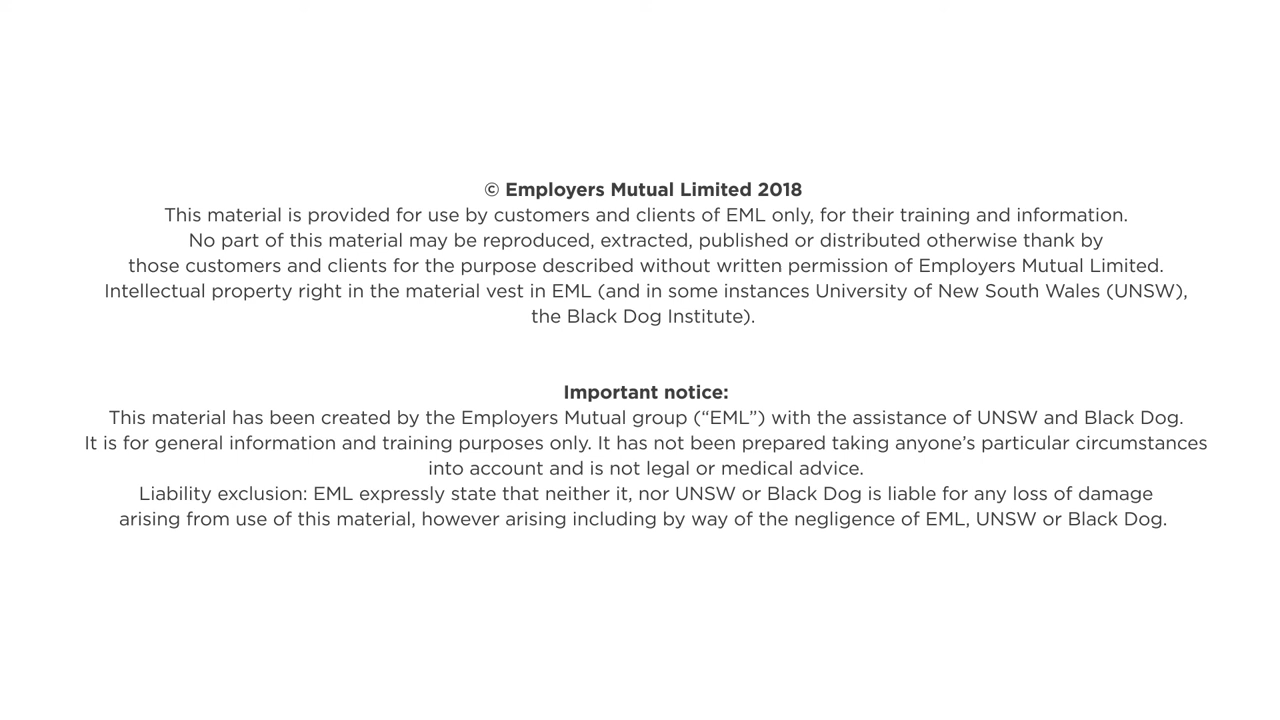 © Employers Mutual Limited 2018
This material is provided for use by customers and clients of EML only, for their training and information.
No part of this material may be reproduced, extracted, published or distributed otherwise thank by
those customers and clients for the purpose described without written permission of Employers Mutual Limited.
Intellectual property right in the material vest in EML (and in some instances University of New South Wales (UNSW),
the Black Dog Institute).
Important notice:
This material has been created by the Employers Mutual group (“EML”) with the assistance of UNSW and Black Dog.
It is for general information and training purposes only. It has not been prepared taking anyone’s particular circumstances
into account and is not legal or medical advice.
Liability exclusion: EML expressly state that neither it, nor UNSW or Black Dog is liable for any loss of damage
arising from use of this material, however arising including by way of the negligence of EML, UNSW or Black Dog.